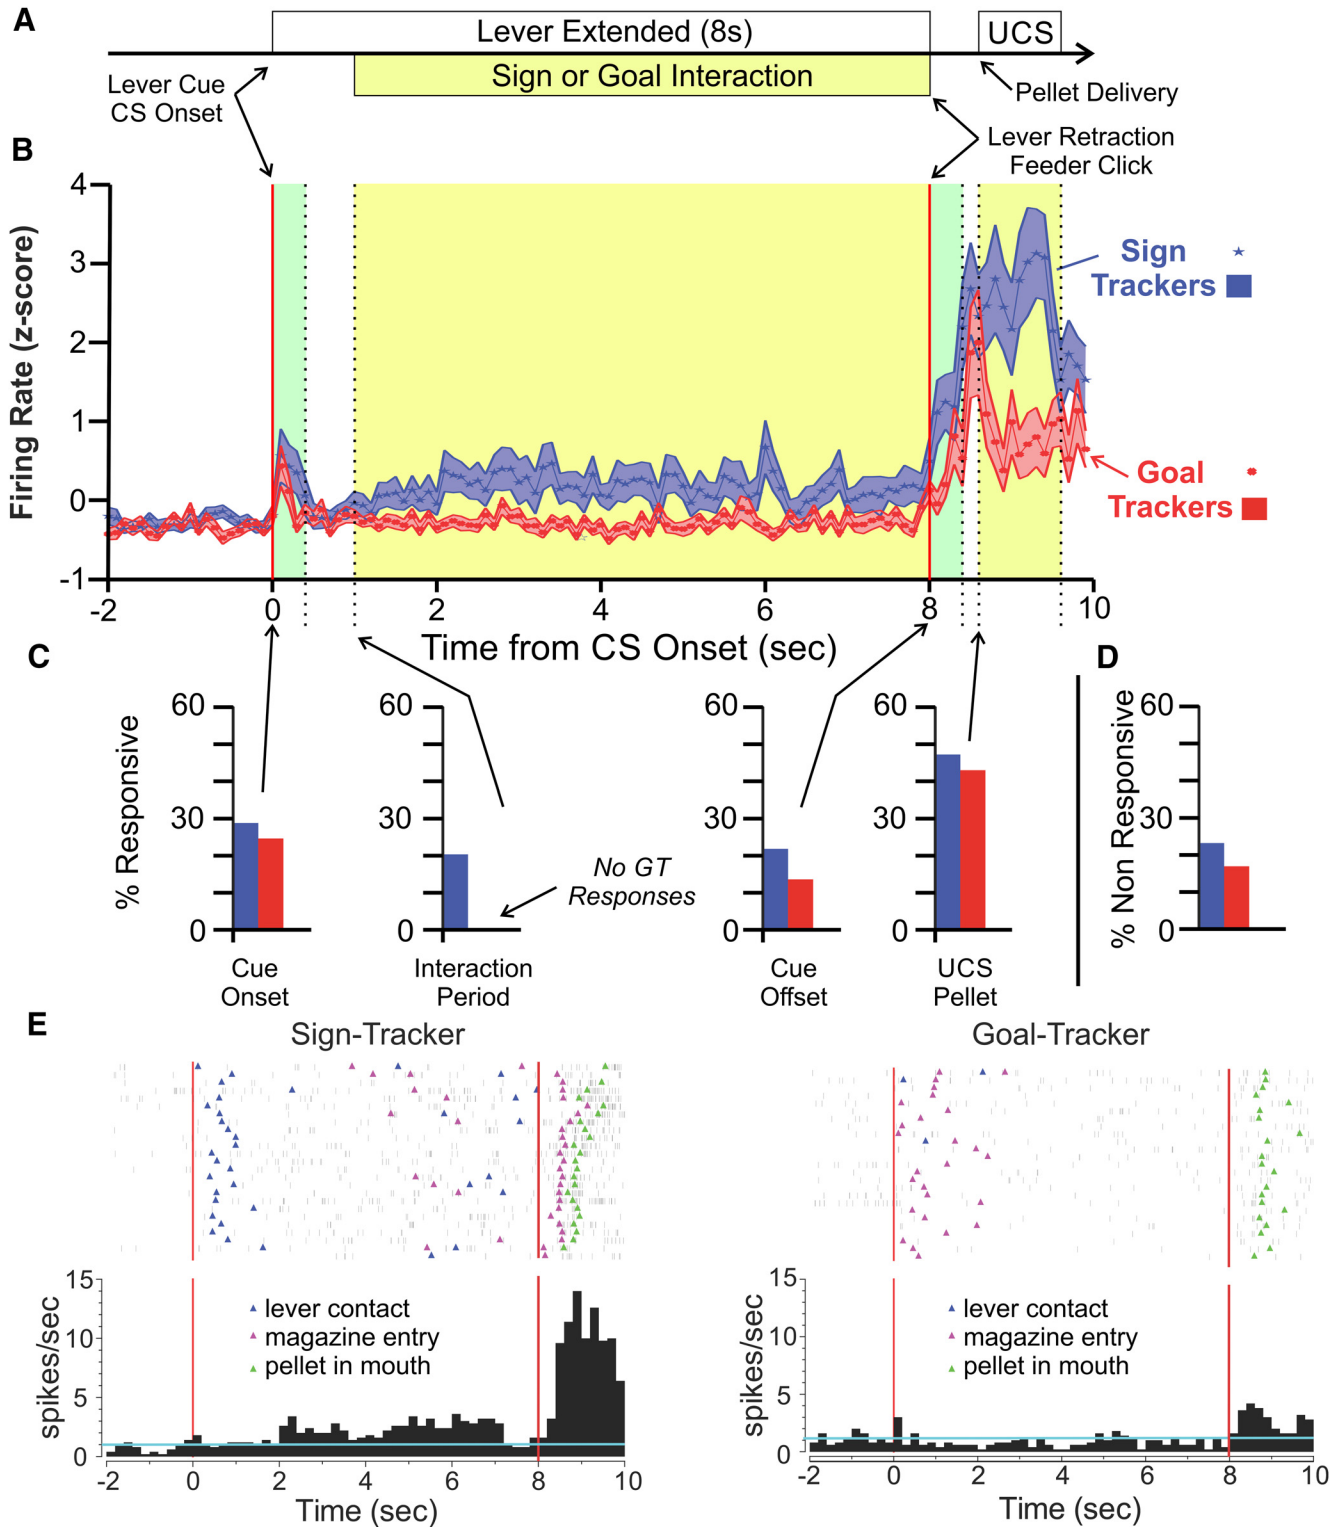 A
Lever Extended (8s)
UCS
Sign or Goal Interaction
Lever Cue
CS Onset
Pellet Delivery
Lever Retraction
Feeder Click
B
Firing Rate (z-score)
4
3
2
1
0
-1
-2
0
2
4
6
8
10
Time from CS Onset (sec)
Sign
Trackers
Goal
Trackers
C
% Responsive
60
30
0
Cue
Onset
60
30
0
Interaction
Period
No GT
Responses
60
30
0
Cue
Offset
60
30
0
UCS
Pellet
D
% Non Responsive
60
30
0
E
Sign-Tracker
spikes/sec
15
10
5
0
lever contact
magazine entry
pellet in mouth
-2
0
2
4
6
8
10
Time (sec)
Goal-Tracker
spikes/sec
15
10
5
0
lever contact
magazine entry
pellet in mouth
-2
0
2
4
6
8
10
Time (sec)